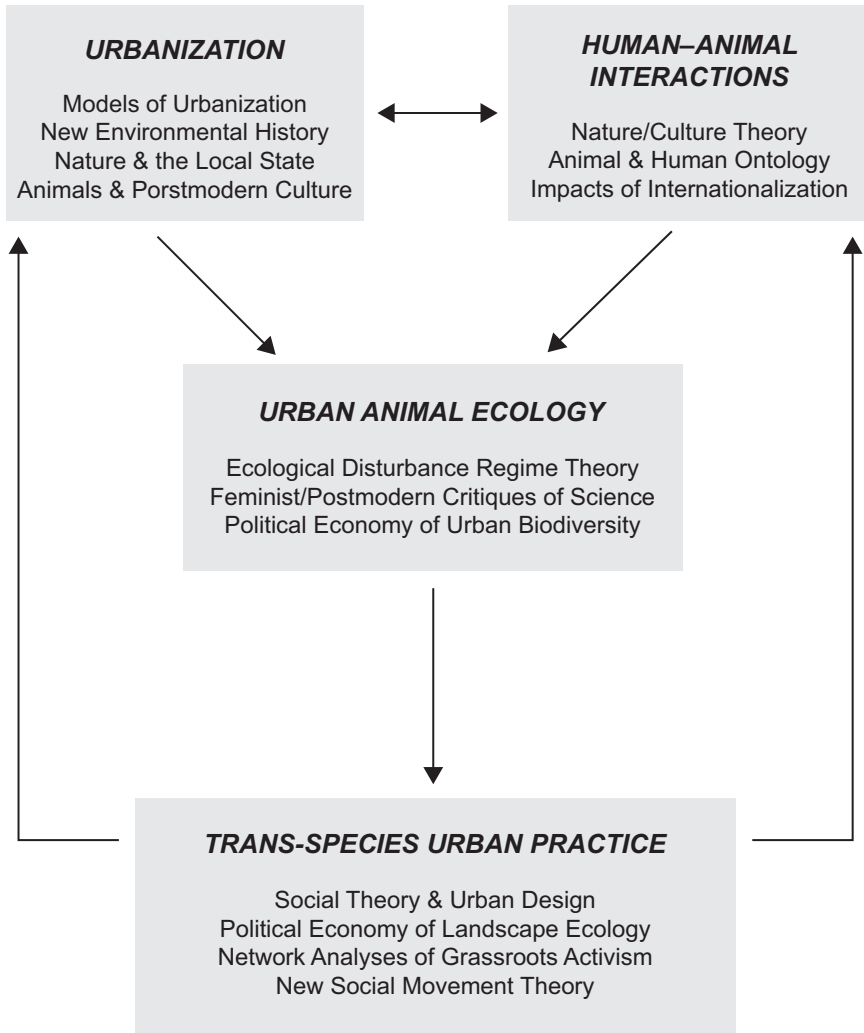 URBANIZATION
Models of Urbanization
New Environmental History
Nature & the Local State
Animals & Porstmodern Culture
HUMAN–ANIMAL
INTERACTIONS
Nature/Culture Theory
Animal & Human Ontology
Impacts of Internationalization
URBAN ANIMAL ECOLOGY
Ecological Disturbance Regime Theory
Feminist/Postmodern Critiques of Science
Political Economy of Urban Biodiversity
TRANS-SPECIES URBAN PRACTICE
Social Theory & Urban Design
Political Economy of Landscape Ecology
Network Analyses of Grassroots Activism
New Social Movement Theory